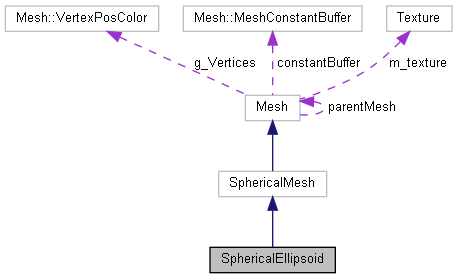 Mesh::VertexPosColor
Mesh::MeshConstantBuffer
Texture
g_Vertices
constantBuffer
m_texture
Mesh
parentMesh
SphericalMesh
SphericalEllipsoid